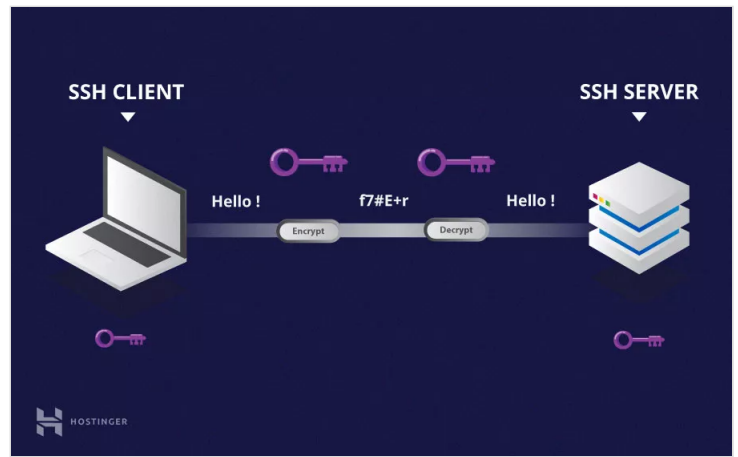 SSH CLIENT
SSH SERVER
Hello !
f7#E+r
Hello !
Encrypt
Decrypt
HOSTINGER